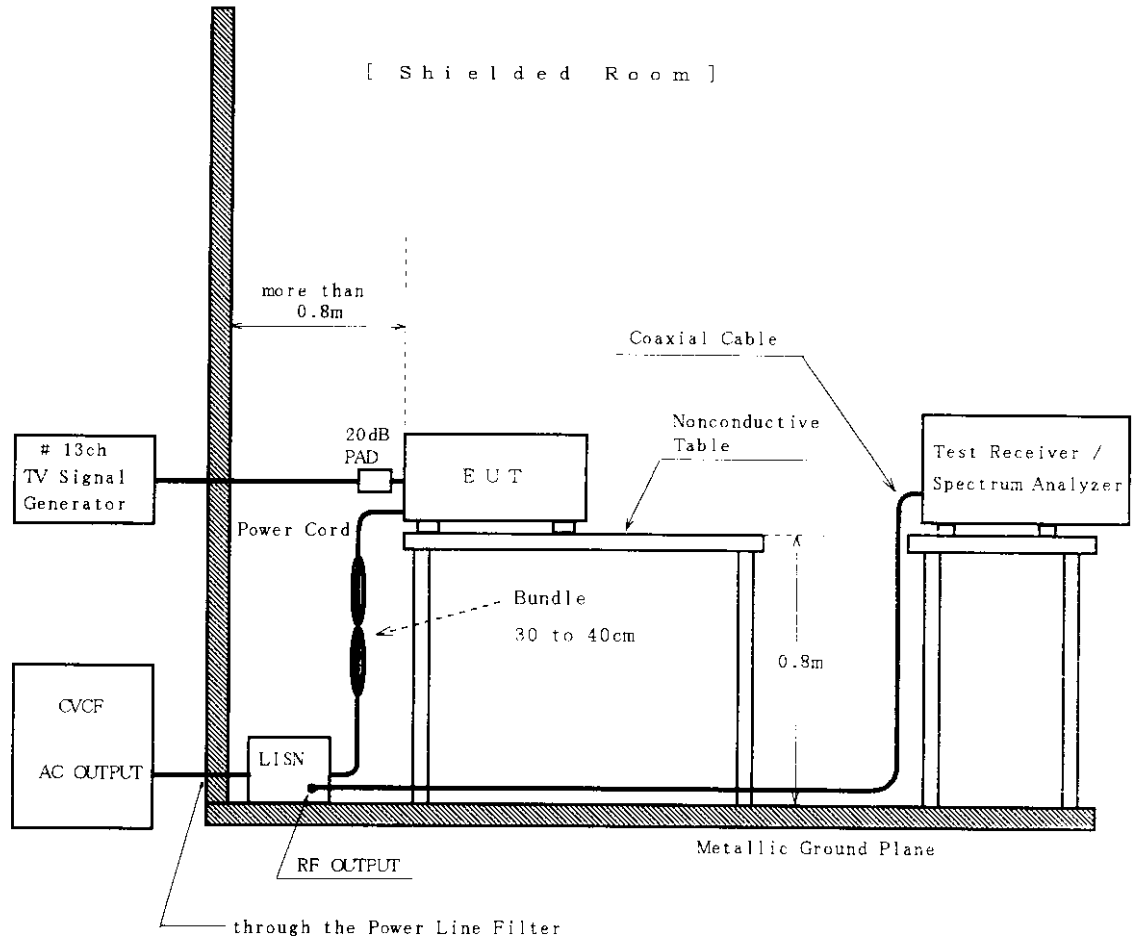 [ Shielded Room ]
more than
0.8m
Coaxial Cable
Nonconductive
Table
# 13ch
TV Signal
Generator
20dB
PAD
EUT
Test Receiver /
Spectrum Analyzer
Power Cord
Bundle
30 to 40cm
0.8m
CVCF
AC OUTPUT
LISN
RF OUTPUT
Metallic Ground Plane
through the Power Line Filter